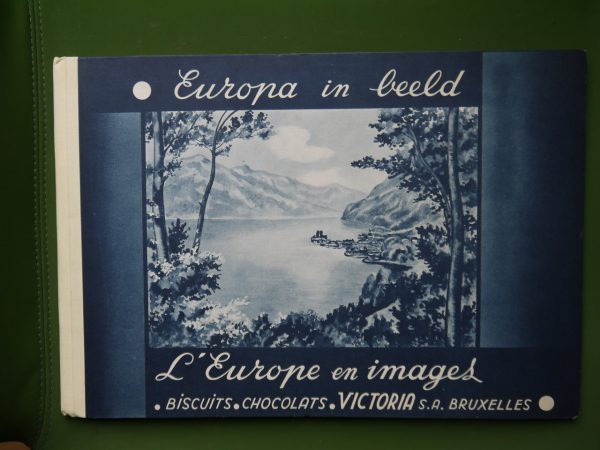 Europa in beeld
L'Europe en images
. BISCUITS. CHOCOLATS. VICTORIA S.A. BRUXELLES